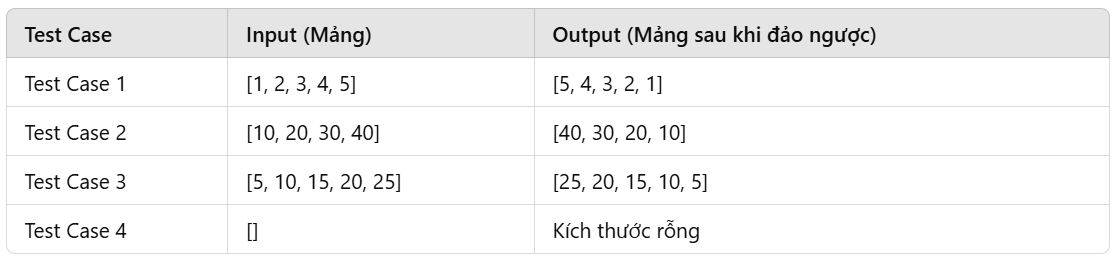 Test Case Input (Mảng) Output (Mảng sau khi đảo ngược)
Test Case 1 [1, 2, 3, 4, 5] [5, 4, 3, 2, 1]
Test Case 2 [10, 20, 30, 40] [40, 30, 20, 10]
Test Case 3 [5, 10, 15, 20, 25] [25, 20, 15, 10, 5]
Test Case 4 [] Kích thước rỗng